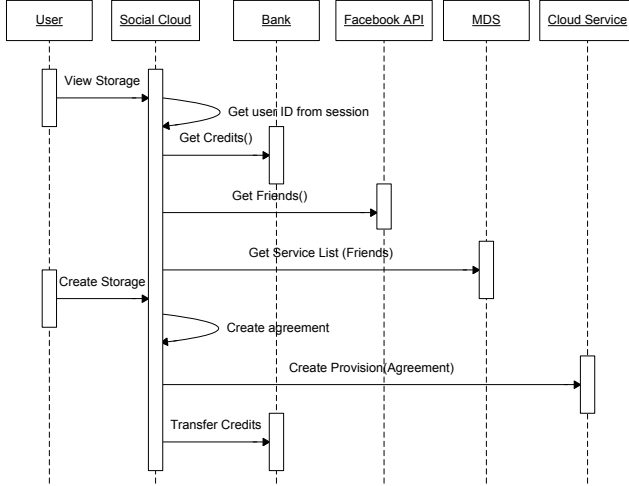 User
Social Cloud
Bank
Facebook API
MDS
Cloud Service
View Storage
Get user ID from session
Get Credits()
Get Friends()
Get Service List (Friends)
Create Storage
Create agreement
Create Provision(Agreement)
Transfer Credits